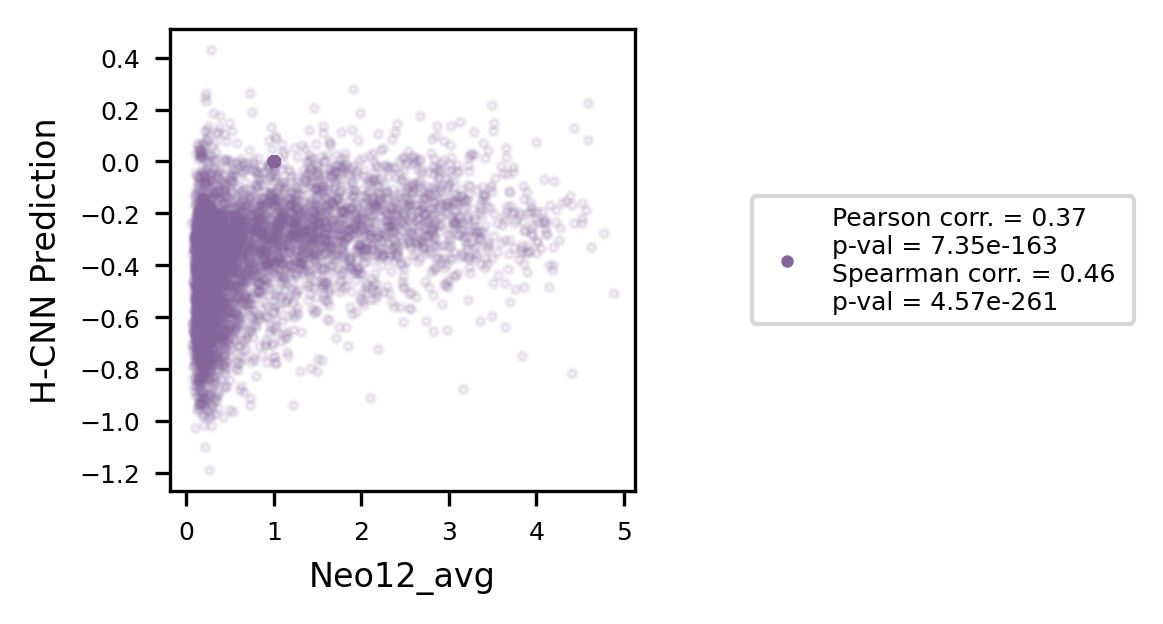 0.4
0.2
0.0
−0.2
−0.4
−0.6
−0.8
−1.0
−1.2
H-CNN Prediction
0 1 2 3 4 5
Neo12_avg
Pearson corr. = 0.37
p-val = 7.35e-163
Spearman corr. = 0.46
p-val = 4.57e-261